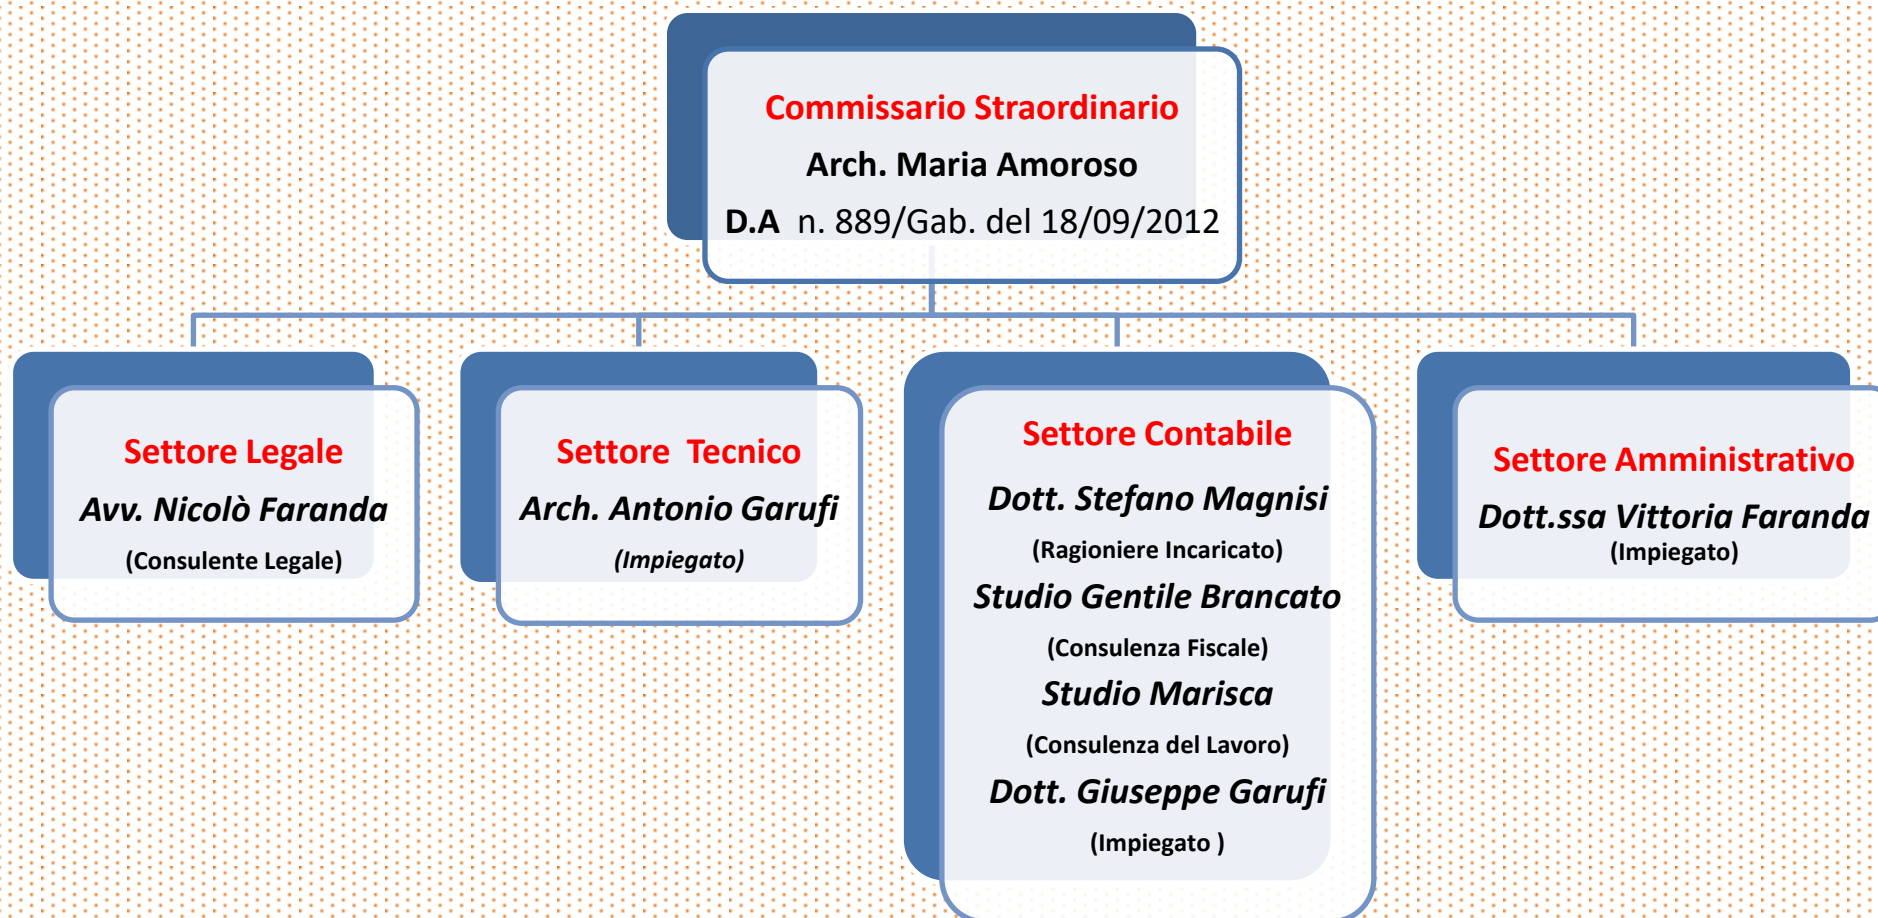 Commissario Straordinario
Arch. Maria Amoroso
D.A n. 889/Gab. del 18/09/2012
Settore Legale
Avv. Nicolò Faranda
(Consulente Legale)
Settore Tecnico
Arch. Antonio Garufi
(Impiegato)
Settore Contabile
Dott. Stefano Magnisi
(Ragioniere Incaricato)
Studio Gentile Brancato
(Consulenza Fiscale)
Studio Marisca
(Consulenza del Lavoro)
Dott. Giuseppe Garufi
(Impiegato )
Settore Amministrativo
Dott.ssa Vittoria Faranda
(Impiegato)